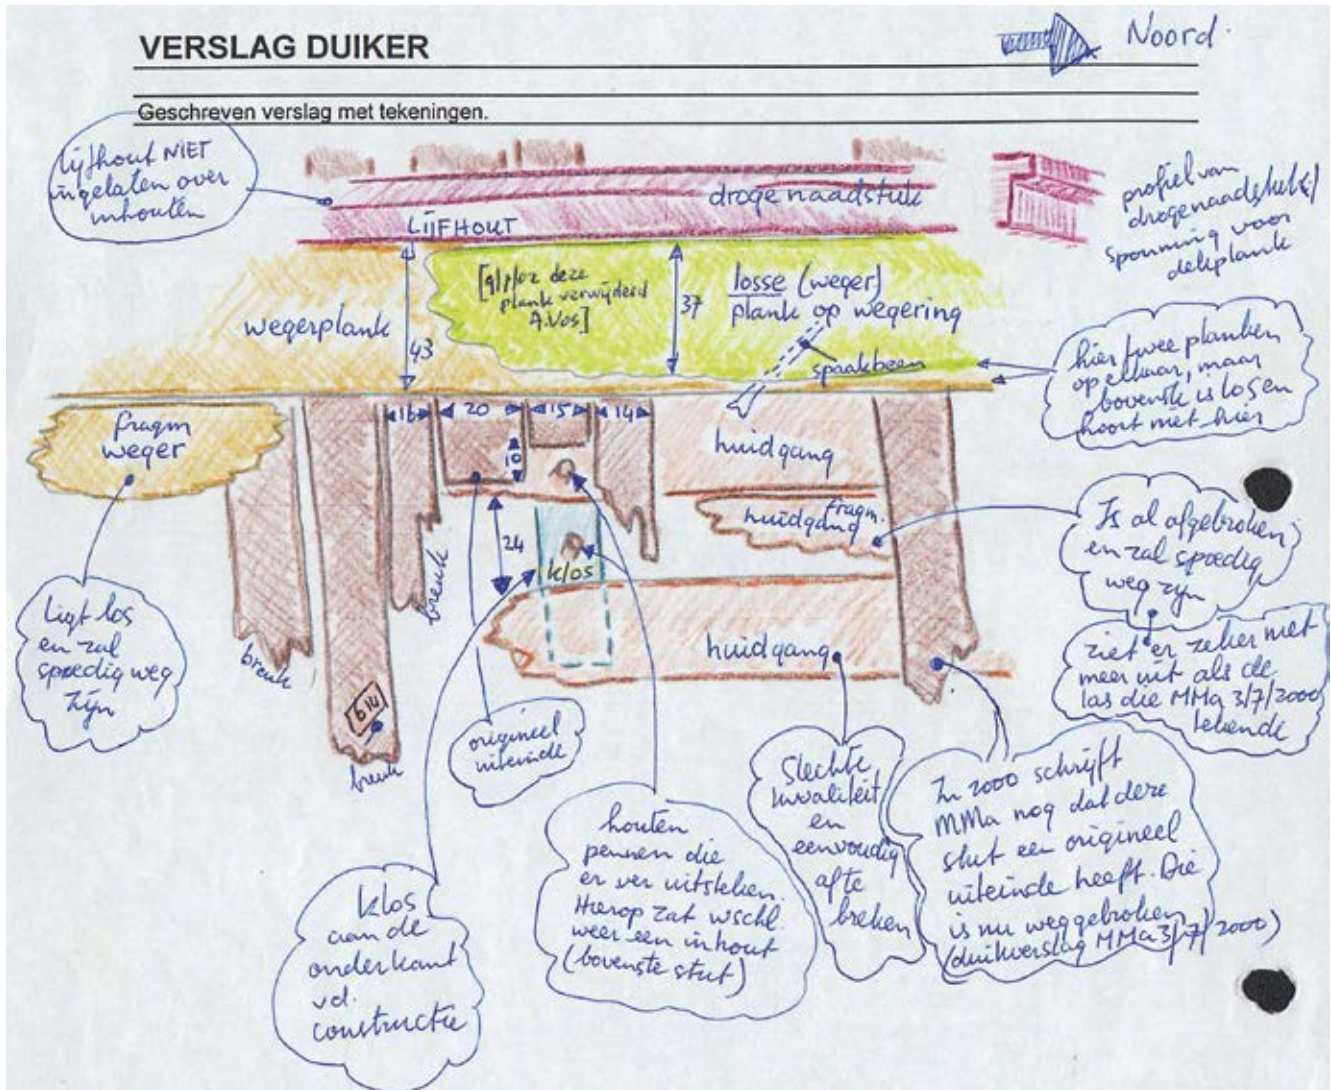 VERSLAG DUIKER
Noord.
Geschreven verslag met tekeningen.
lijfhout NIET
ingelaten over
inhouten
droge naadstuk
LIJFHOUT
profiel van
drogenaadstuk/
sponning voor
dekplank
deze
plank verwijderd
A.Vos]
losse (weger)
plank op wegering
37
wegerplank
43
spaakbeen
hier twee planken
op elkaar, maar
bovenste is los en
hoort niet hier
fragm
weger
16
20
15
14
10
huidgang
huidgang fragm.
24
klos
huidgang
Is al afgebroken
en zal spoedig
weg zijn
ziet er zeker niet
meer uit als de
las die MMa 3/7/2000
tekende
Ligt los
en zal
spoedig weg
zijn
breuk
breuk
614
breuk
origineel
uiteinde
klos
aan de
onderkant
vd.
constructie
houten
pennen die
er ver uitsteken.
Hierop zat wschl.
weer een inhout
(bovenste stut)
Slechte
kwaliteit
en
eenvoudig
af te
breken
In 2000 schrijft
MMa nog dat deze
stut een origineel
uiteinde heeft. Die
is nu weggebroken
(duikverslag MMa 3/7/2000)